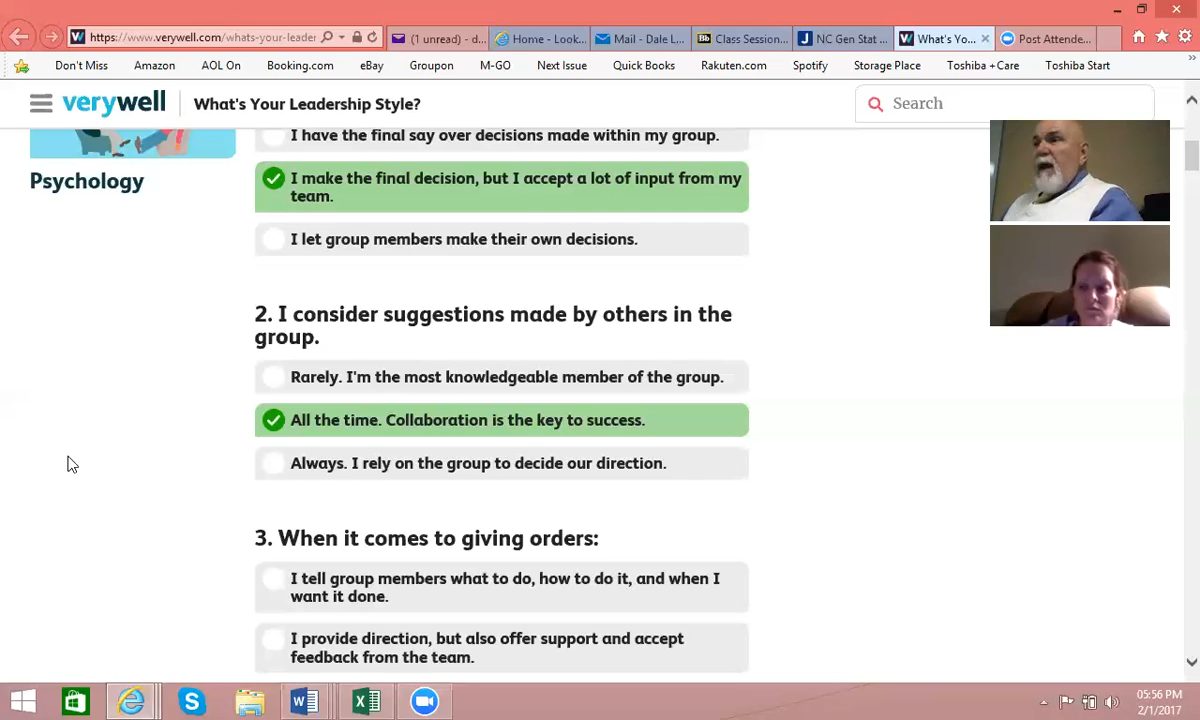 https://www.verywell.com/whats-your-leader
(1 unread) - d...
Home - Look...
Mail - Dale L...
Class Session...
NC Gen Stat ...
What's Yo...
Post Attende...
Don't Miss
Amazon
AOL On
Booking.com
eBay
Groupon
M-GO
Next Issue
Quick Books
Rakuten.com
Spotify
Storage Place
Toshiba +Care
Toshiba Start
verywell
What's Your Leadership Style?
Search
I have the final say over decisions made within my group.
Psychology
I make the final decision, but I accept a lot of input from my
team.
I let group members make their own decisions.
2. I consider suggestions made by others in the
group.
Rarely. I'm the most knowledgeable member of the group.
All the time. Collaboration is the key to success.
Always. I rely on the group to decide our direction.
3. When it comes to giving orders:
I tell group members what to do, how to do it, and when I
want it done.
I provide direction, but also offer support and accept
feedback from the team.
05:56 PM
2/1/2017